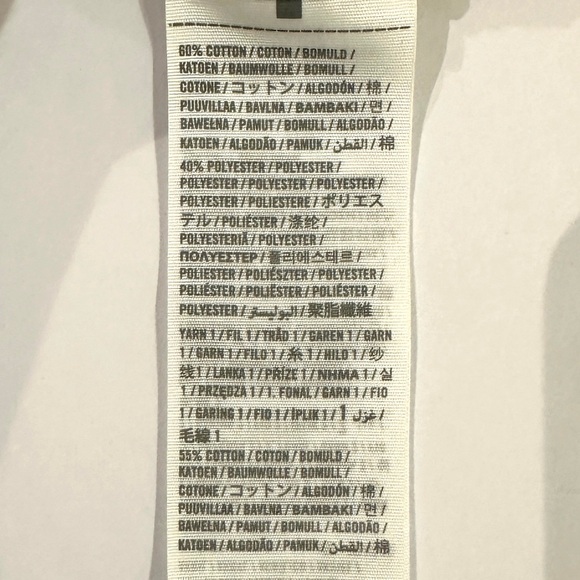 60% COTTON / COTON / BOMULD /
KATOEN / BAUMWOLLE / BOMULL /
COTONE / コットン / ALGODÓN / 棉 /
PUUVILLAA / BAVLNA / BAMBAKI / 면 /
BAWEŁNA / PAMUT / BOMULL / ALGODÃO /
KATOEN / ALGODÃO / PAMUK / القطن / 棉
40% POLYESTER / POLYESTER /
POLYESTER / POLYESTER / POLYESTER /
POLYESTER / POLIESTERE / ポリエス
テル / POLIÉSTER / 涤纶 /
POLYESTERIÄ / POLYESTER /
ΠΟΛΥΕΣΤΕΡ / 폴리에스테르 /
POLIESTER / POLIÉSZTER / POLYESTER /
POLIÉSTER / POLIÉSTER / POLIÉSTER /
POLYESTER / البوليستر / 聚脂纖維
YARN 1 / FIL 1 / TRÅD 1 / GAREN 1 / GARN
1 / GARN 1 / FILO 1 / 糸 1 / HILO 1 / 纱
线 1 / LANKA 1 / PŘÍZE 1 / ΝΗΜΑ 1 / 실
1 / PRZĘDZA 1 / 1. FONAL / GARN 1 / FIO
1 / GARING 1 / FIO 1 / İPLIK 1 / غزل 1 /
毛線 1
55% COTTON / COTON / BOMULD /
KATOEN / BAUMWOLLE / BOMULL /
COTONE / コットン / ALGODÓN / 棉 /
PUUVILLAA / BAVLNA / BAMBAKI / 면 /
BAWEŁNA / PAMUT / BOMULL / ALGODÃO /
KATOEN / ALGODÃO / PAMUK / القطن / 棉